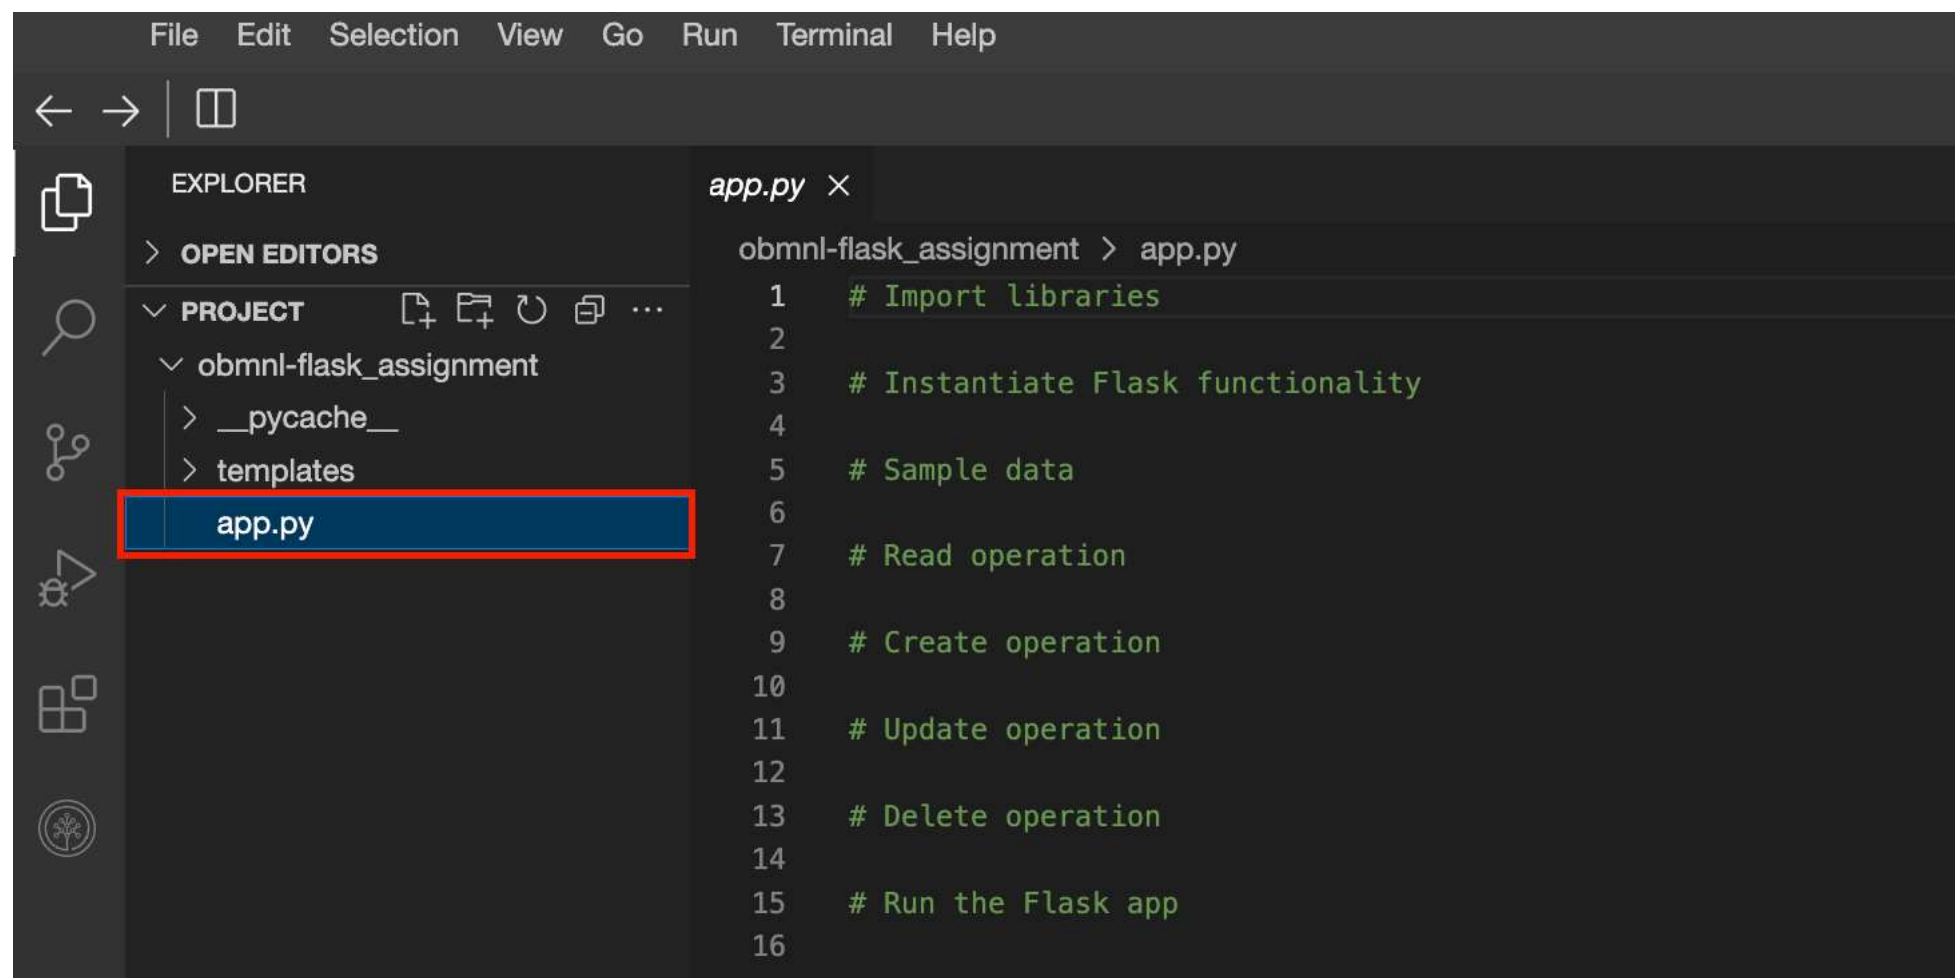 File Edit Selection View Go Run Terminal Help
EXPLORER
OPEN EDITORS
PROJECT
obmnl-flask_assignment
__pycache__
templates
app.py
app.py
obmnl-flask_assignment > app.py
1 # Import libraries
2
3 # Instantiate Flask functionality
4
5 # Sample data
6
7 # Read operation
8
9 # Create operation
10
11 # Update operation
12
13 # Delete operation
14
15 # Run the Flask app
16